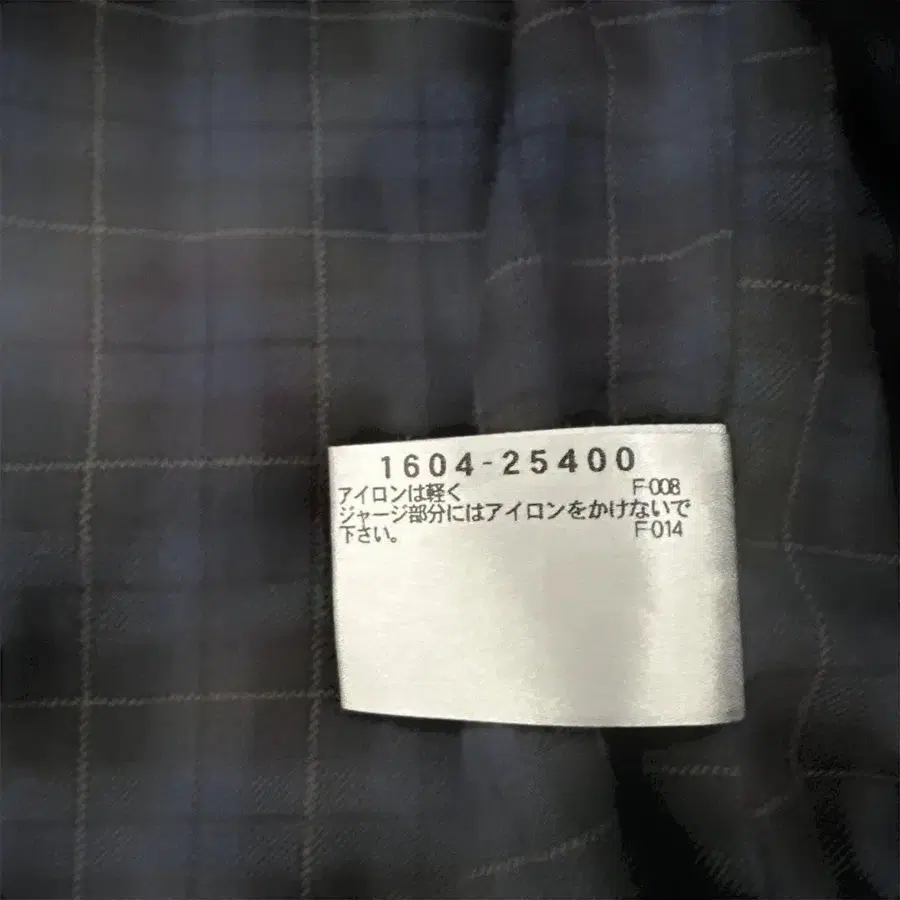 1604-25400
アイロンは軽く F-008
ジャージ部分にはアイロンをかけないで
下さい。 F-014